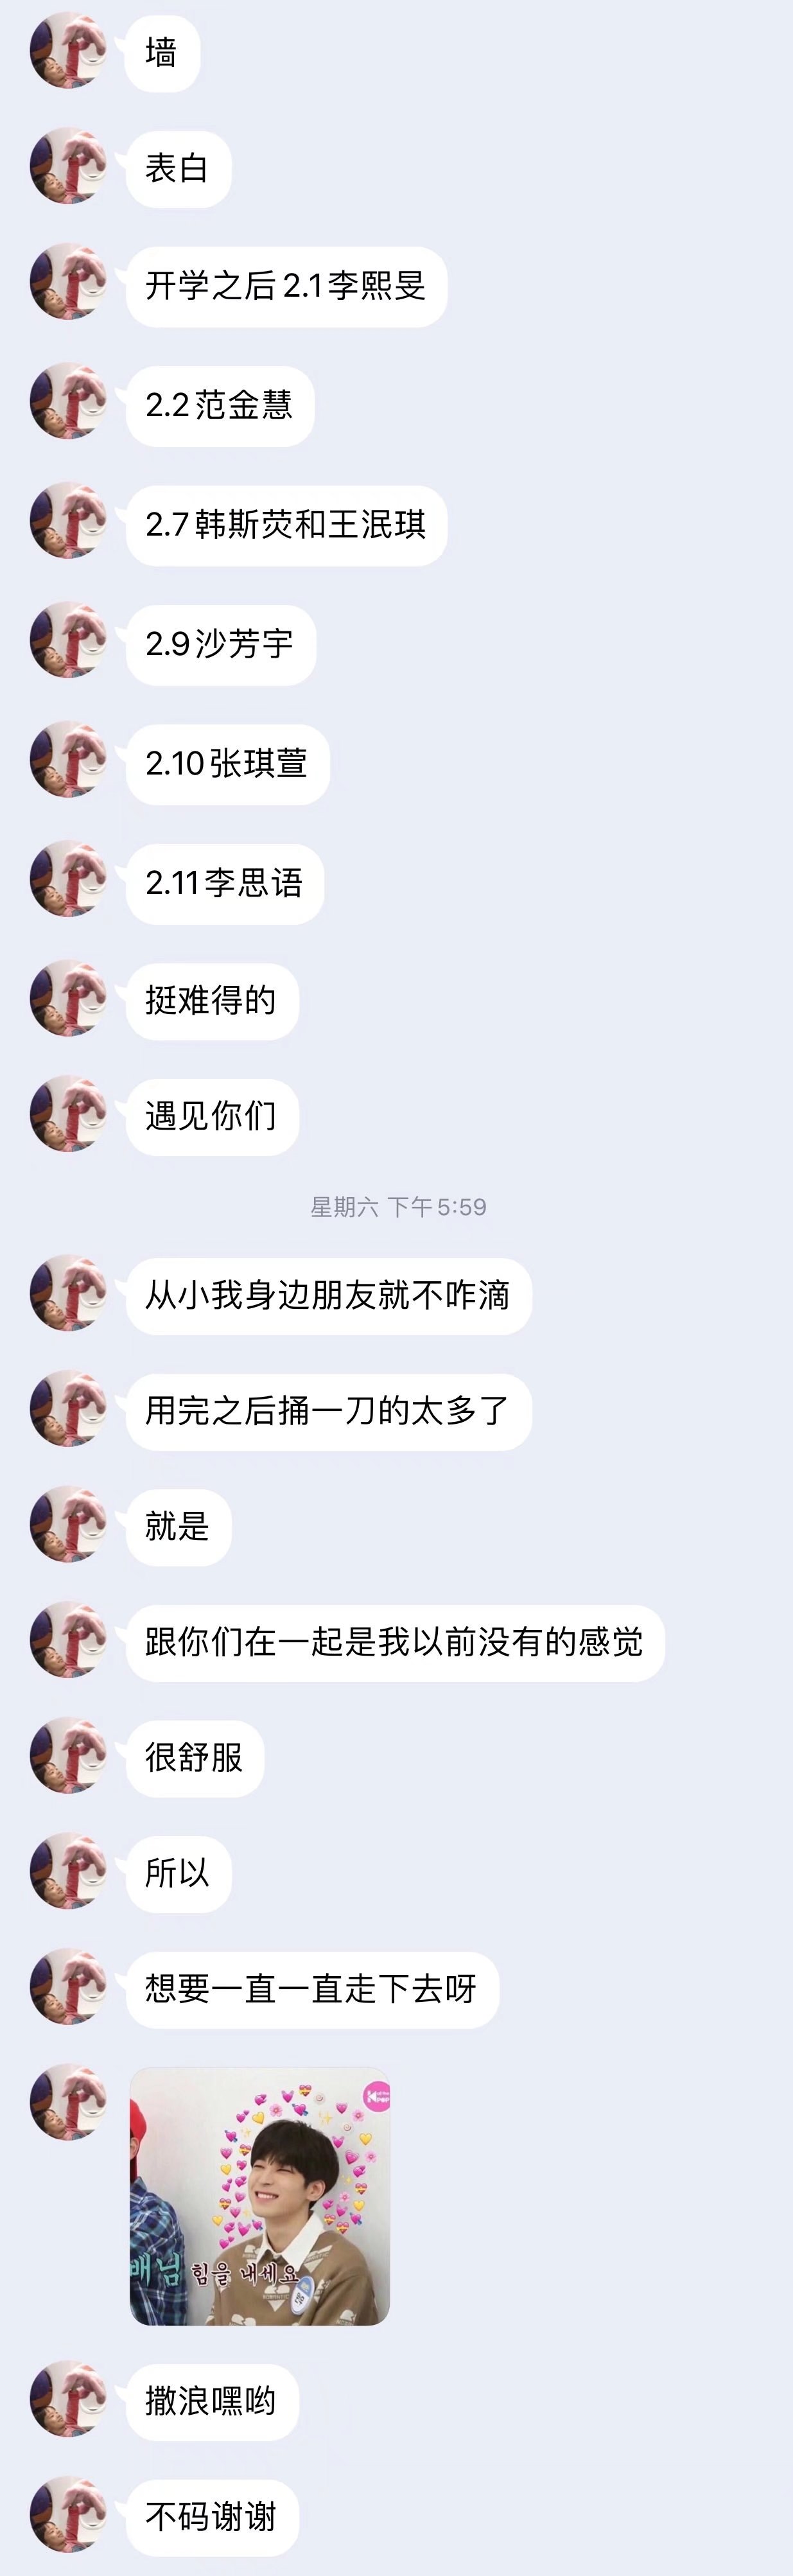 墙
表白
开学之后2.1李熙旻
2.2范金慧
2.7韩斯荧和王泯琪
2.9沙芳宇
2.10张琪萱
2.11李思语
挺难得的
遇见你们
星期六 下午5:59
从小我身边朋友就不咋滴
用完之后捅一刀的太多了
就是
跟你们在一起是我以前没有的感觉
很舒服
所以
想要一直一直走下去呀
KPOP
배님 힘을 내세요
撒浪嘿哟
不码谢谢